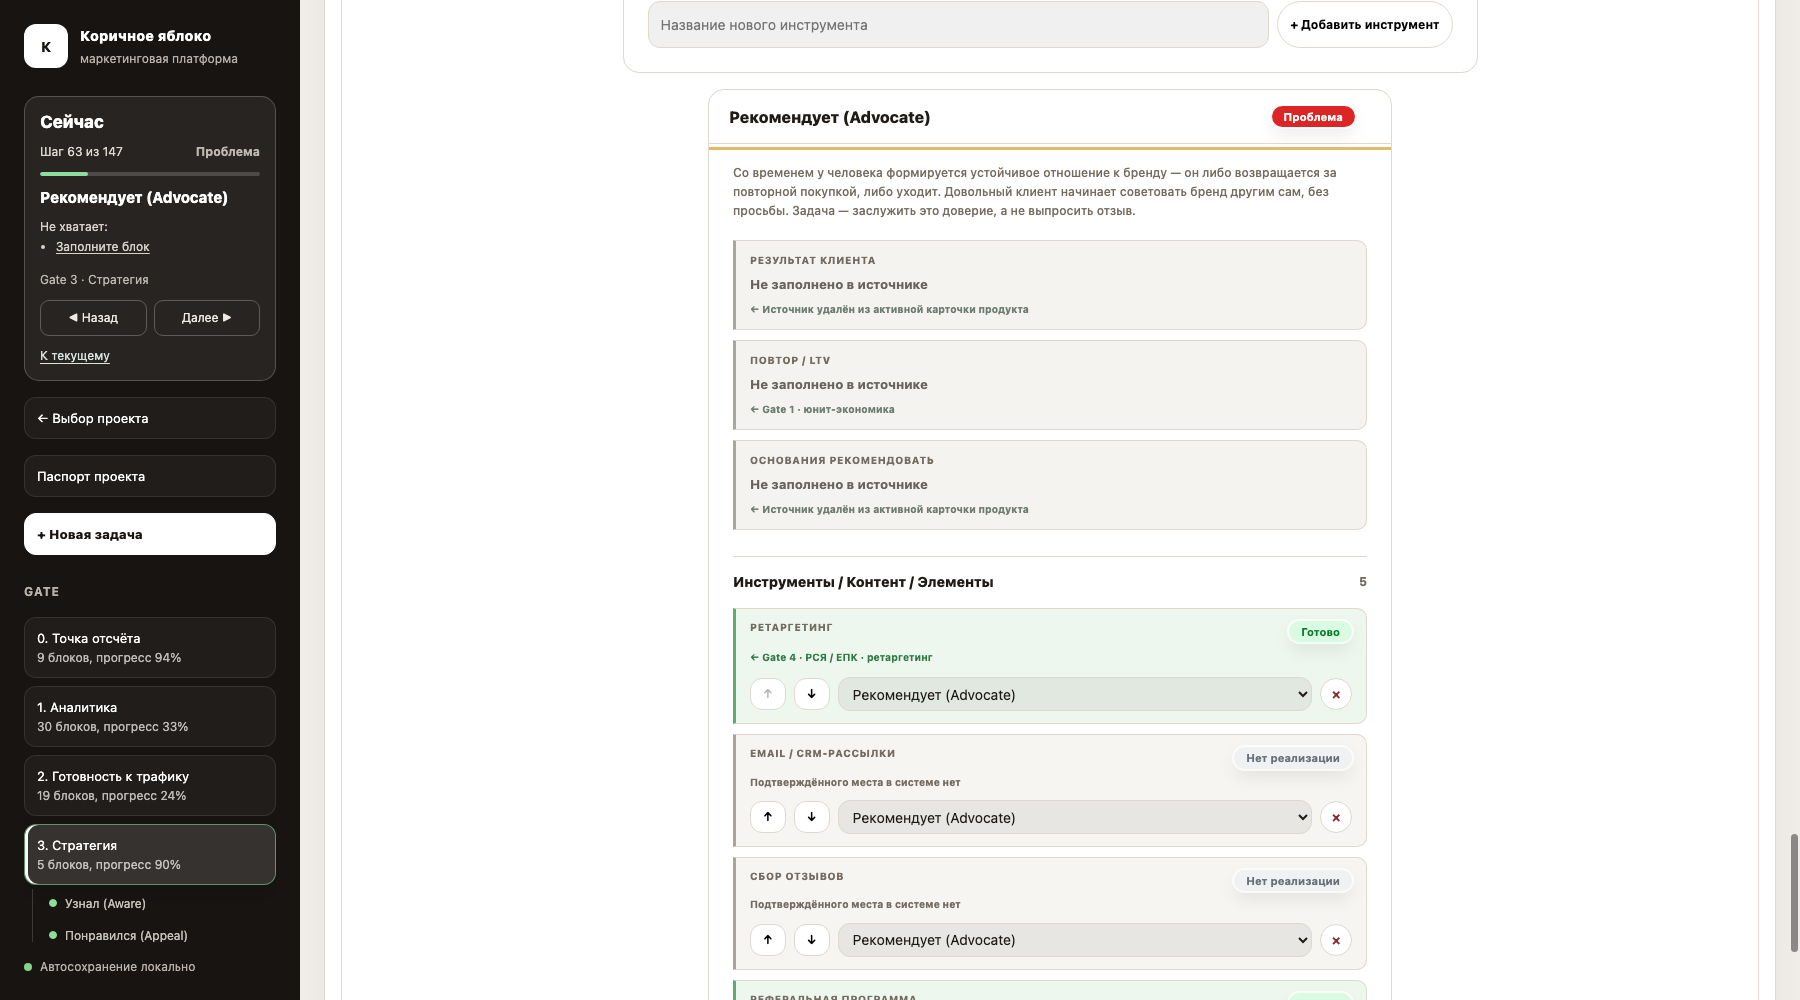 К
Коричное яблоко
маркетинговая платформа
Сейчас
Шаг 63 из 147
Проблема
Рекомендует (Advocate)
Не хватает:
• Заполните блок
Gate 3 · Стратегия
◀ Назад
Далее ▶
К текущему
← Выбор проекта
Паспорт проекта
+ Новая задача
GATE
0. Точка отсчёта
9 блоков, прогресс 94%
1. Аналитика
30 блоков, прогресс 33%
2. Готовность к трафику
19 блоков, прогресс 24%
3. Стратегия
5 блоков, прогресс 90%
Узнал (Aware)
Понравился (Appeal)
Автосохранение локально
Название нового инструмента
+ Добавить инструмент
Рекомендует (Advocate)
Проблема
Со временем у человека формируется устойчивое отношение к бренду — он либо возвращается за
повторной покупкой, либо уходит. Довольный клиент начинает советовать бренд другим сам, без
просьбы. Задача — заслужить это доверие, а не выпросить отзыв.
РЕЗУЛЬТАТ КЛИЕНТА
Не заполнено в источнике
← Источник удалён из активной карточки продукта
ПОВТОР / LTV
Не заполнено в источнике
← Gate 1 · юнит-экономика
ОСНОВАНИЯ РЕКОМЕНДОВАТЬ
Не заполнено в источнике
← Источник удалён из активной карточки продукта
Инструменты / Контент / Элементы
5
РЕТАРГЕТИНГ
Готово
← Gate 4 · РСЯ / ЕПК · ретаргетинг
↑ ↓ Рекомендует (Advocate) ×
EMAIL / CRM-РАССЫЛКИ
Нет реализации
Подтверждённого места в системе нет
↑ ↓ Рекомендует (Advocate) ×
СБОР ОТЗЫВОВ
Нет реализации
Подтверждённого места в системе нет
↑ ↓ Рекомендует (Advocate) ×
РЕФЕРАЛЬНАЯ ПРОГРАММА